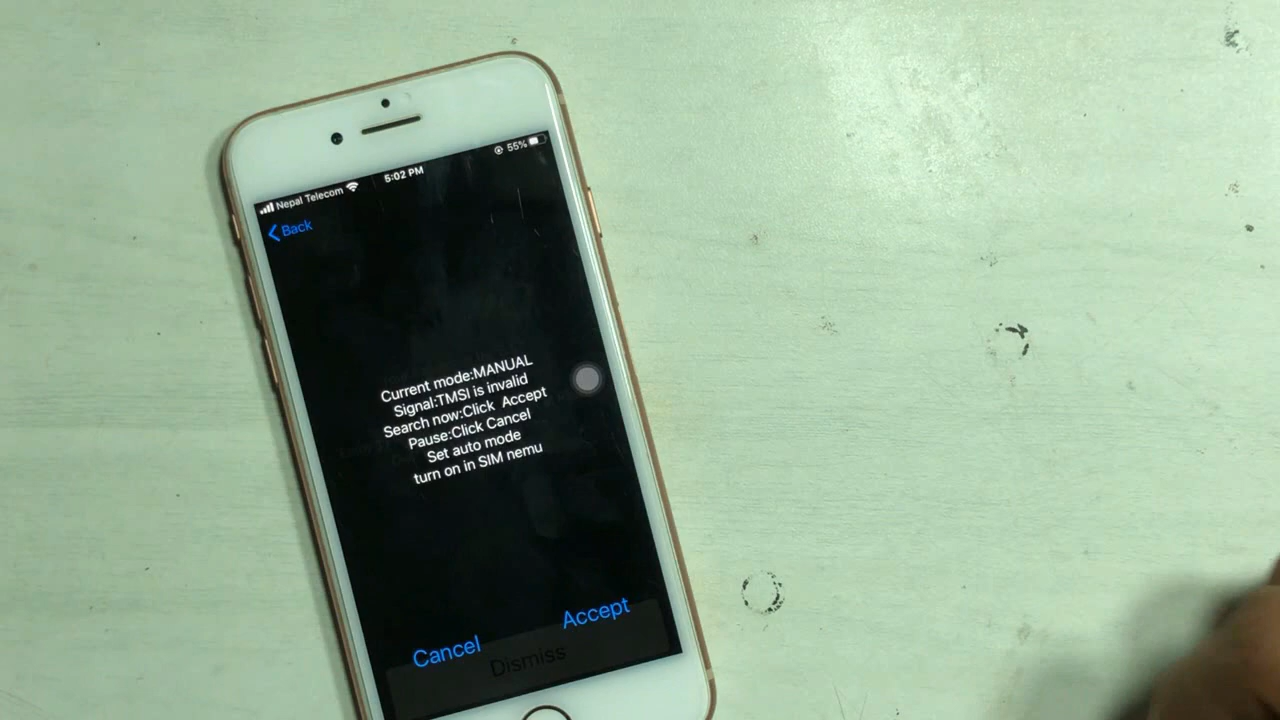 Nepal Telecom
5:02 PM
55%
Back
Current mode:MANUAL
Signal:TMSI is invalid
Search now:Click Accept
Pause:Click Cancel
Set auto mode
turn on in SIM nemu
Cancel
Accept
Dismiss